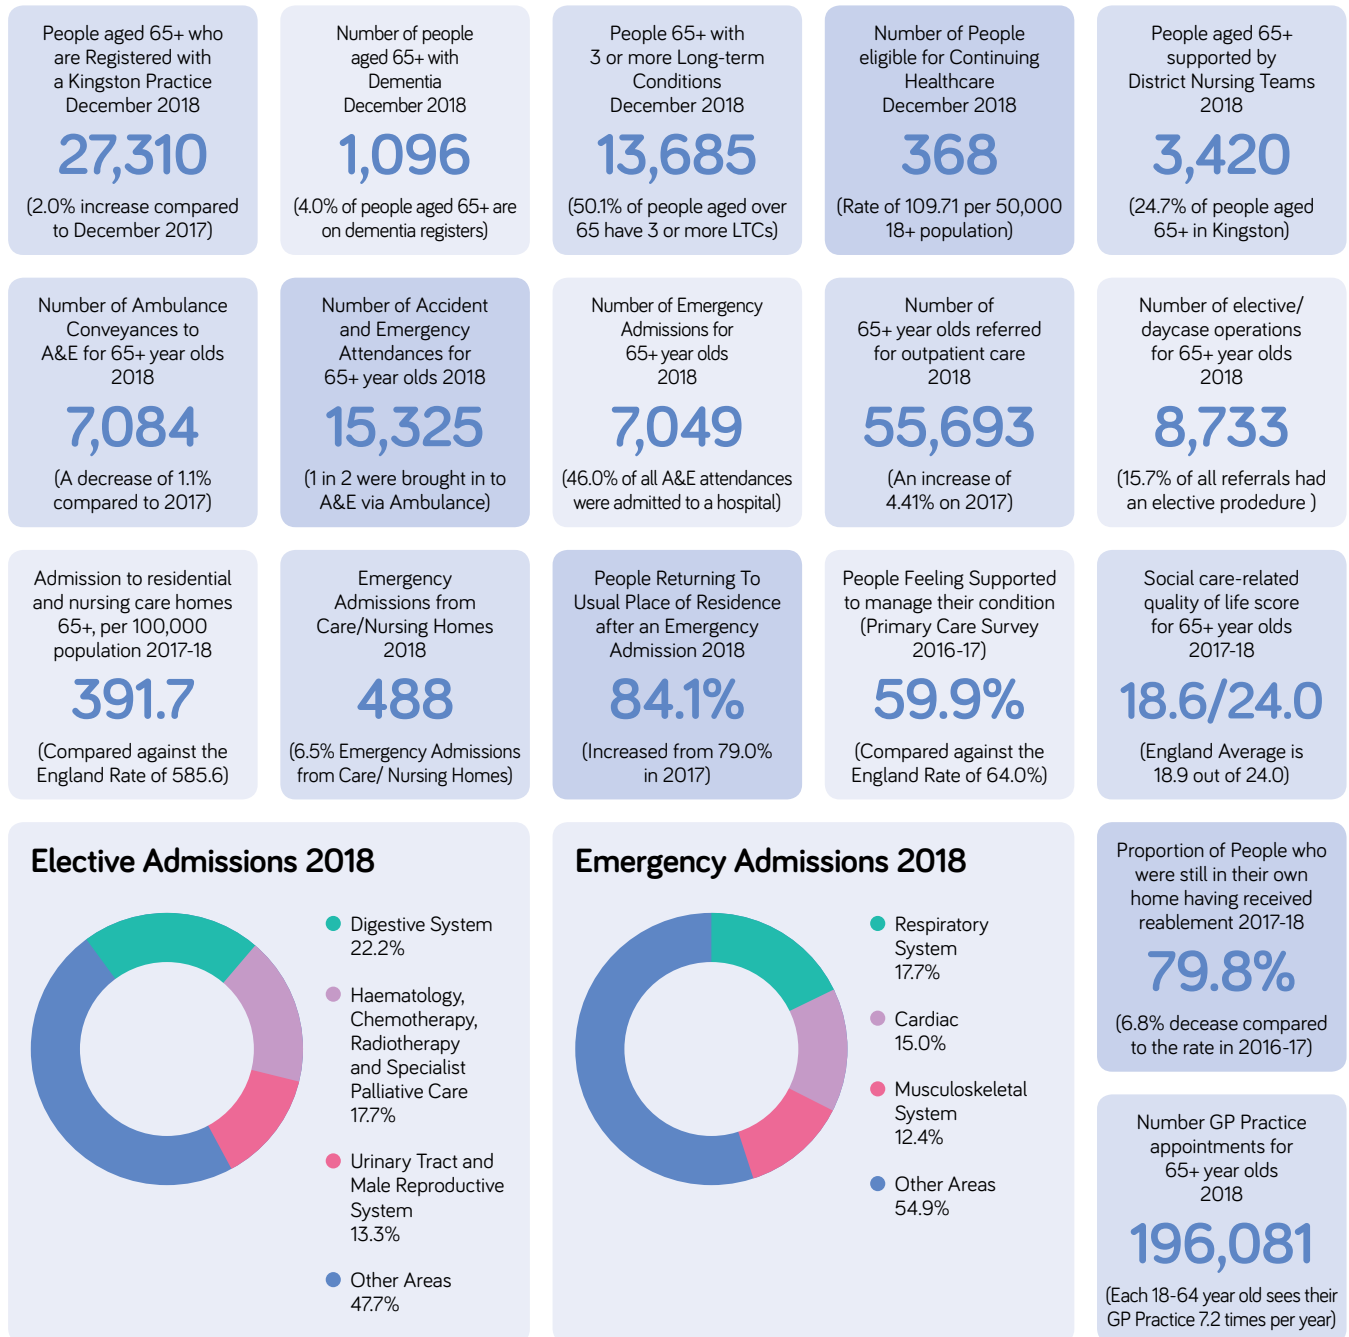 People aged 65+ who
are Registered with
a Kingston Practice
December 2018
27,310
(2.0% increase compared
to December 2017)
Number of people
aged 65+ with
Dementia
December 2018
1,096
(4.0% of people aged 65+ are
on dementia registers)
People 65+ with
3 or more Long-term
Conditions
December 2018
13,685
(50.1% of people aged over
65 have 3 or more LTCs)
Number of People
eligible for Continuing
Healthcare
December 2018
368
(Rate of 109.71 per 50,000
18+ population)
People aged 65+
supported by
District Nursing Teams
2018
3,420
(24.7% of people aged
65+ in Kingston)
Number of Ambulance
Conveyances to
A&E for 65+ year olds
2018
7,084
(A decrease of 1.1%
compared to 2017)
Number of Accident
and Emergency
Attendances for
65+ year olds 2018
15,325
(1 in 2 were brought in to
A&E via Ambulance)
Number of Emergency
Admissions for
65+ year olds
2018
7,049
(46.0% of all A&E attendances
were admitted to a hospital)
Number of
65+ year olds referred
for outpatient care
2018
55,693
(An increase of
4.41% on 2017)
Number of elective/
daycase operations
for 65+ year olds
2018
8,733
(15.7% of all referrals had
an elective prodedure )
Admission to residential
and nursing care homes
65+, per 100,000
population 2017-18
391.7
(Compared against the
England Rate of 585.6)
Emergency
Admissions from
Care/Nursing Homes
2018
488
(6.5% Emergency Admissions
from Care/ Nursing Homes)
People Returning To
Usual Place of Residence
after an Emergency
Admission 2018
84.1%
(Increased from 79.0%
in 2017)
People Feeling Supported
to manage their condition
(Primary Care Survey
2016-17)
59.9%
(Compared against the
England Rate of 64.0%)
Social care-related
quality of life score
for 65+ year olds
2017-18
18.6/24.0
(England Average is
18.9 out of 24.0)
Elective Admissions 2018
Digestive System
22.2%
Haematology,
Chemotherapy,
Radiotherapy
and Specialist
Palliative Care
17.7%
Urinary Tract and
Male Reproductive
System
13.3%
Other Areas
47.7%
Emergency Admissions 2018
Respiratory
System
17.7%
Cardiac
15.0%
Musculoskeletal
System
12.4%
Other Areas
54.9%
Proportion of People who
were still in their own
home having received
reablement 2017-18
79.8%
(6.8% decease compared
to the rate in 2016-17)
Number GP Practice
appointments for
65+ year olds
2018
196,081
(Each 18-64 year old sees their
GP Practice 7.2 times per year)